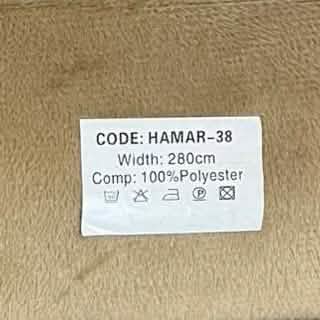 CODE: HAMAR-38
Width: 280cm
Comp: 100%Polyester